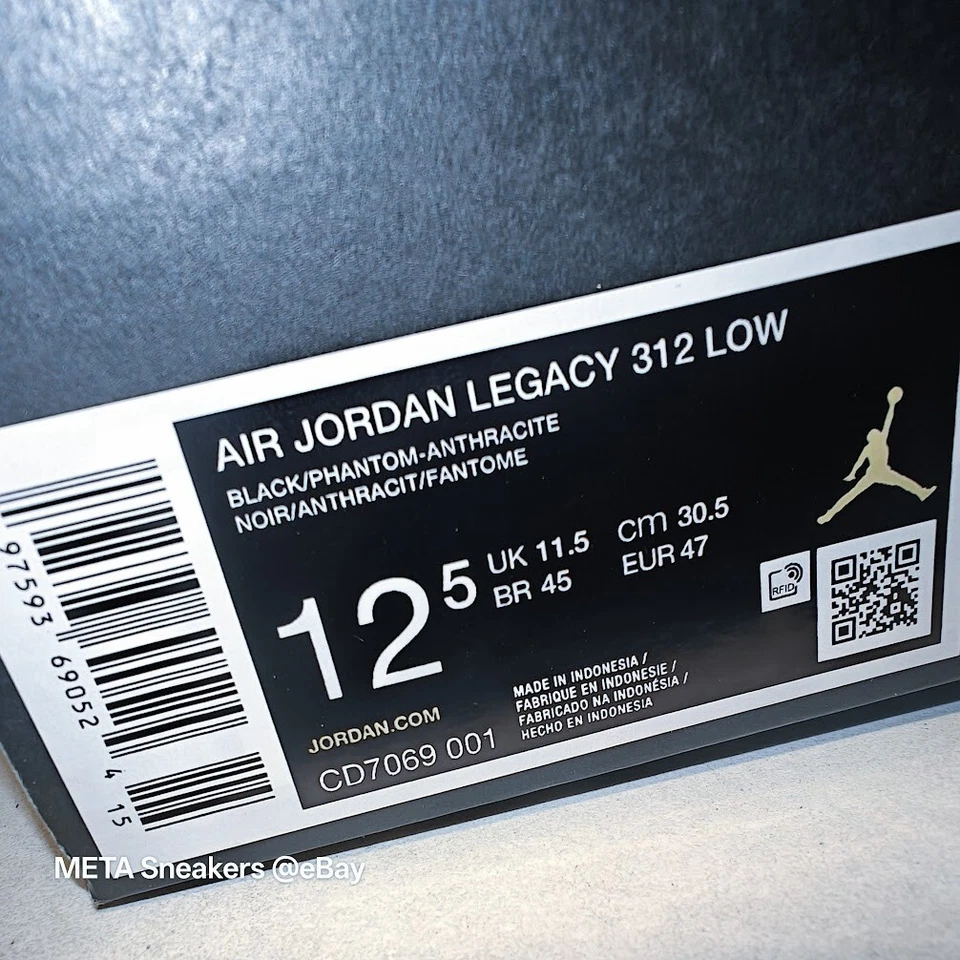 AIR JORDAN LEGACY 312 LOW
BLACK/PHANTOM-ANTHRACITE
NOIR/ANTHRACIT/FANTOME
12 5
UK 11.5
BR 45
cm 30.5
EUR 47
RFID
MADE IN INDONESIA /
FABRIQUE EN INDONESIE /
FABRICADO NA INDONÉSIA /
HECHO EN INDONESIA
JORDAN.COM
CD7069 001
97593 69052 4 15
META Sneakers @eBay